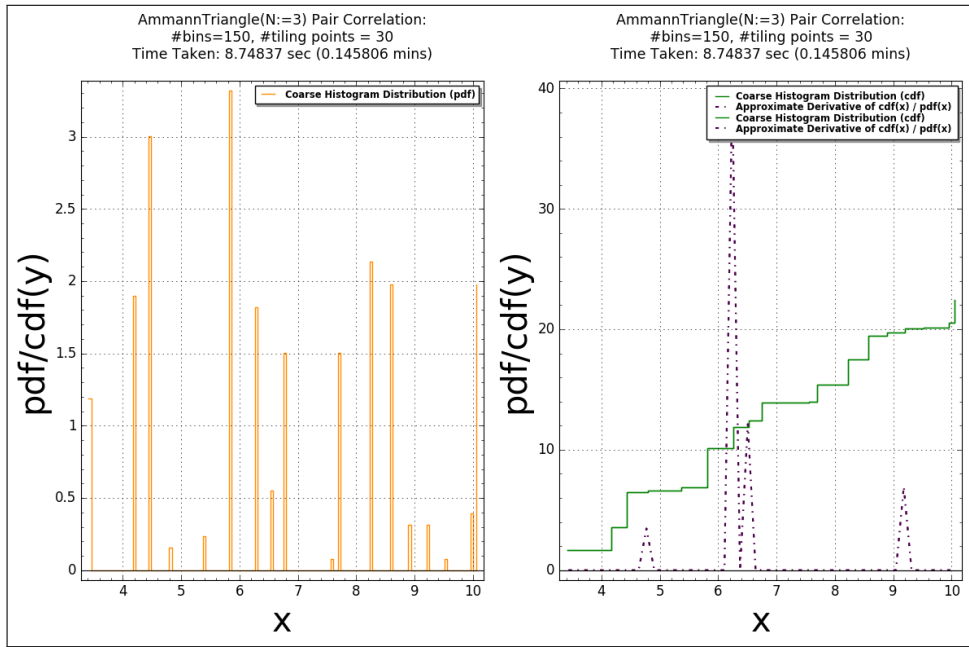 AmmannTriangle(N:=3) Pair Correlation:
#bins=150, #tiling points = 30
Time Taken: 8.74837 sec (0.145806 mins)
Coarse Histogram Distribution (pdf)
pdf/cdf(y)
3
2.5
2
1.5
1
0.5
0
4 5 6 7 8 9 10
x
AmmannTriangle(N:=3) Pair Correlation:
#bins=150, #tiling points = 30
Time Taken: 8.74837 sec (0.145806 mins)
Coarse Histogram Distribution (cdf)
Approximate Derivative of cdf(x) / pdf(x)
Coarse Histogram Distribution (cdf)
Approximate Derivative of cdf(x) / pdf(x)
pdf/cdf(y)
40
30
20
10
0
4 5 6 7 8 9 10
x